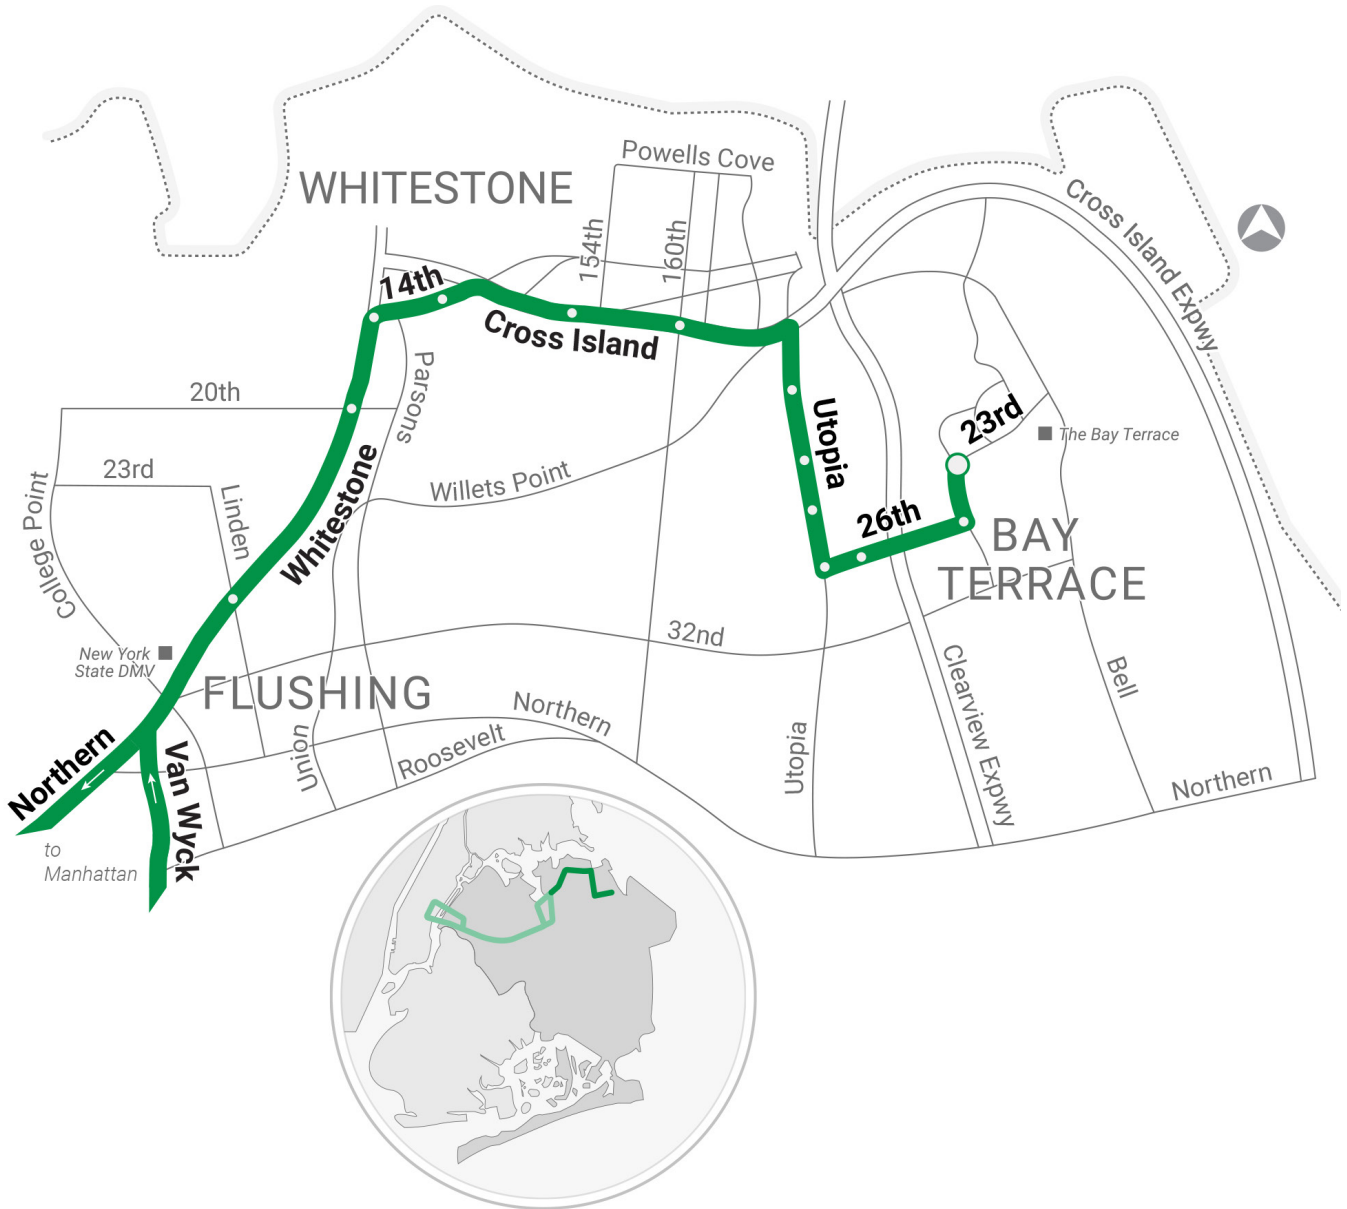 Powells Cove
WHITESTONE
Cross Island Expwy
154th
160th
14th
Cross Island
Parsons
20th
23rd
Utopia
23rd
The Bay Terrace
College Point
Linden
Whitestone
Willets Point
26th
BAY
TERRACE
32nd
New York
State DMV
FLUSHING
Clearview Expwy
Bell
Northern
Union
Roosevelt
Northern
Utopia
Northern
Van Wyck
to
Manhattan